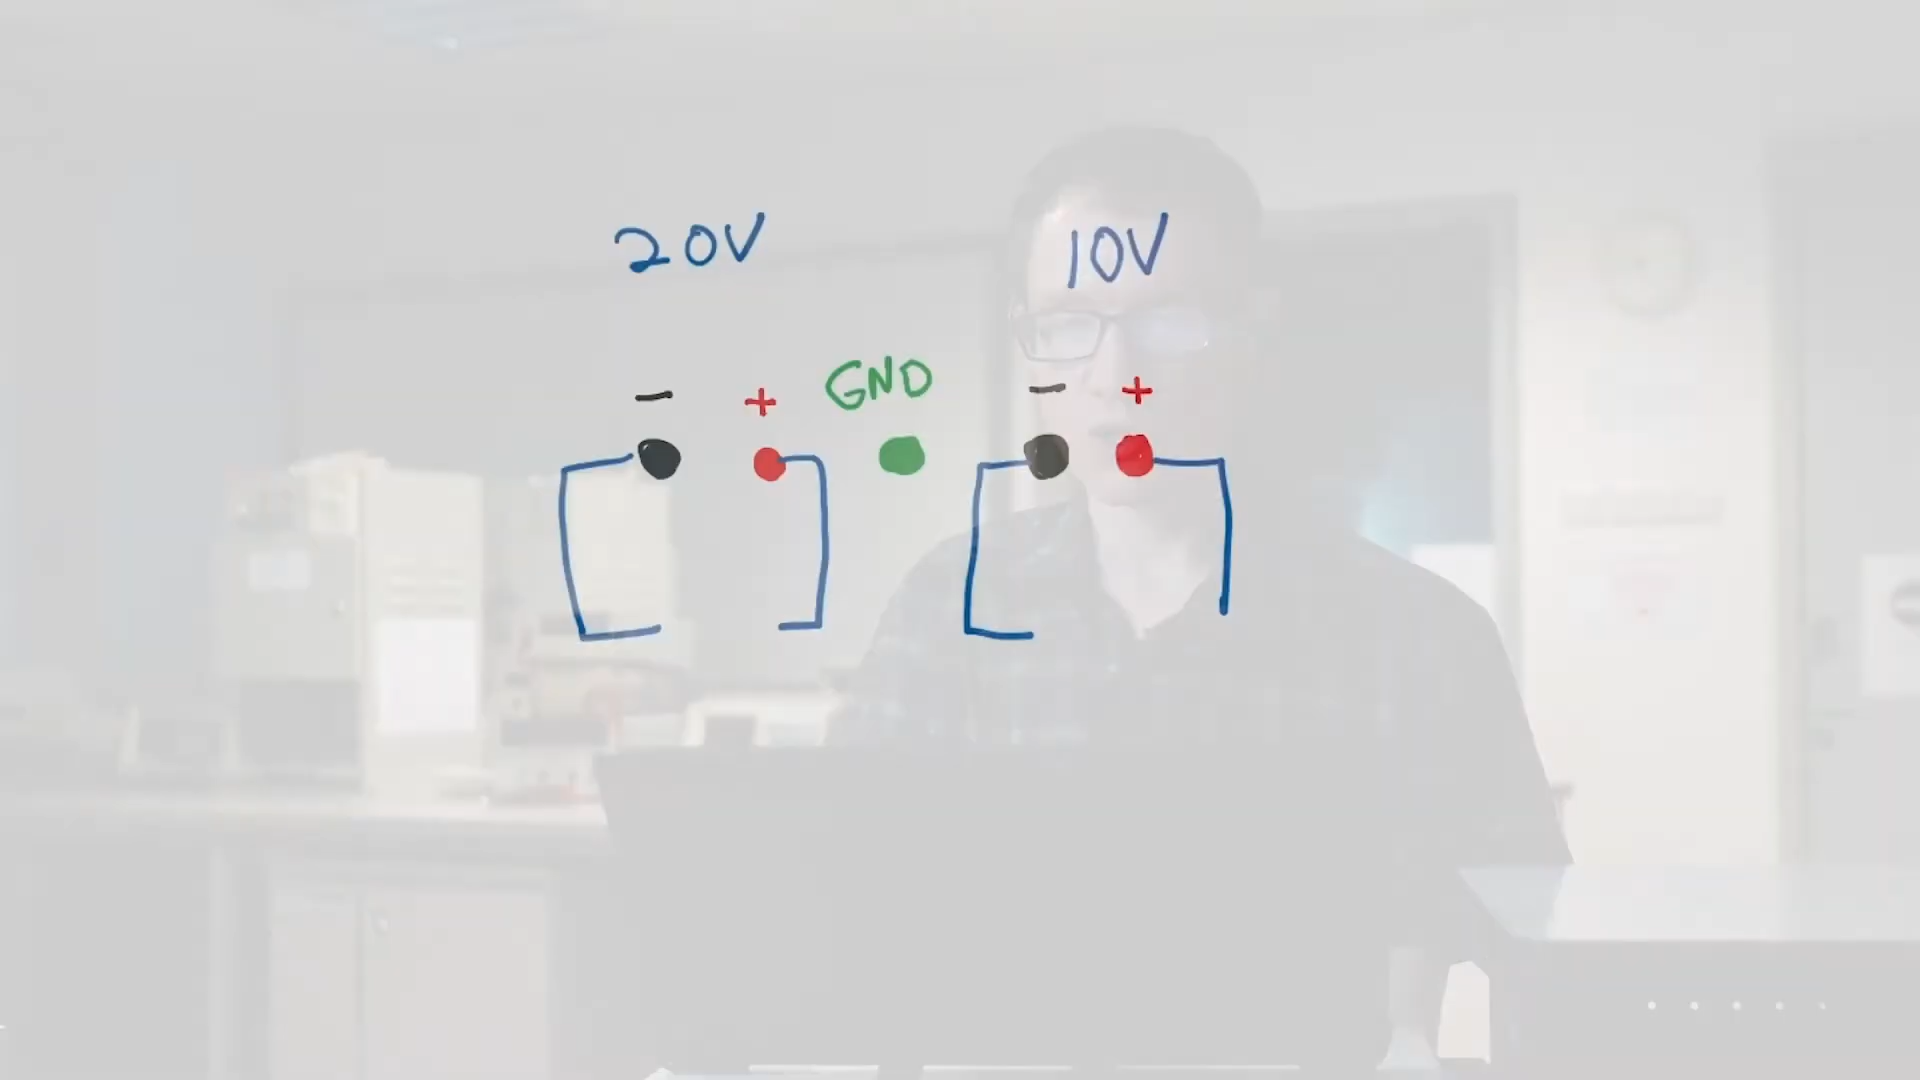 20V 10V
GND
− + − +